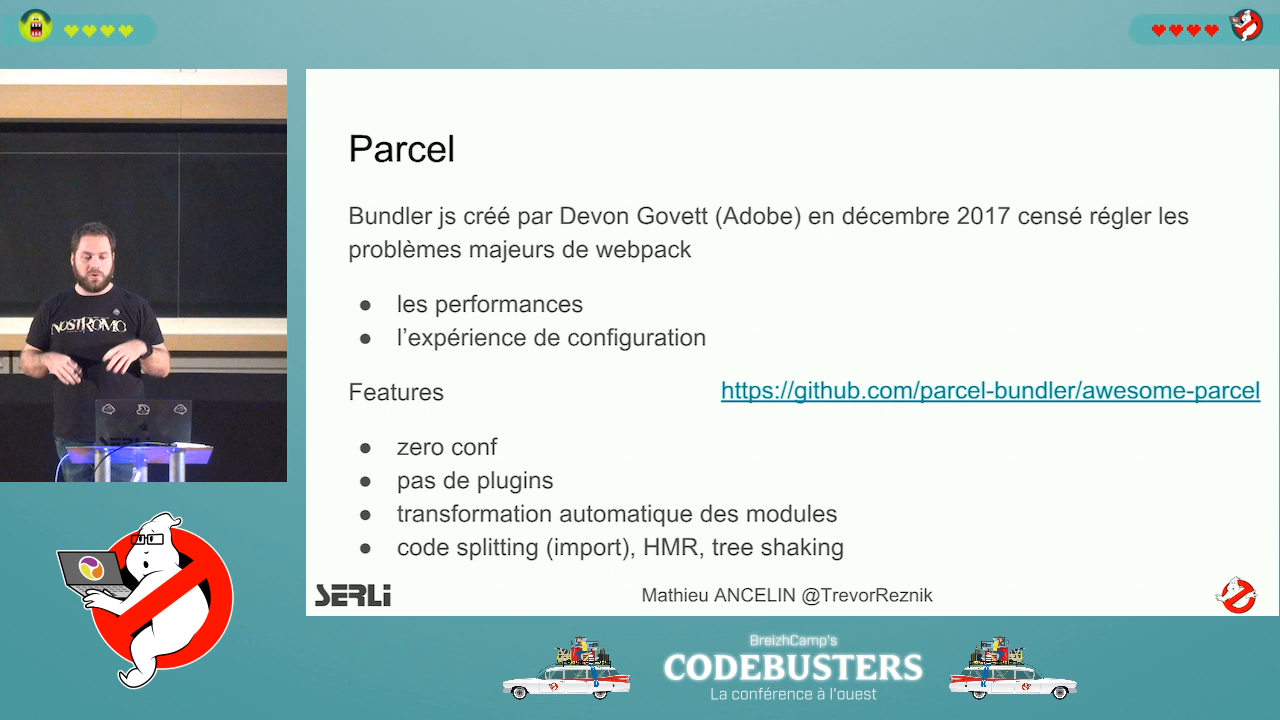 Parcel
Bundler js créé par Devon Govett (Adobe) en décembre 2017 censé régler les
problèmes majeurs de webpack
● les performances
● l’expérience de configuration
Features
https://github.com/parcel-bundler/awesome-parcel
● zero conf
● pas de plugins
● transformation automatique des modules
● code splitting (import), HMR, tree shaking
SERLI
Mathieu ANCELIN @TrevorReznik
NOSTROMO
SERLI
BreizhCamp's
CODEBUSTERS
La conférence à l'ouest